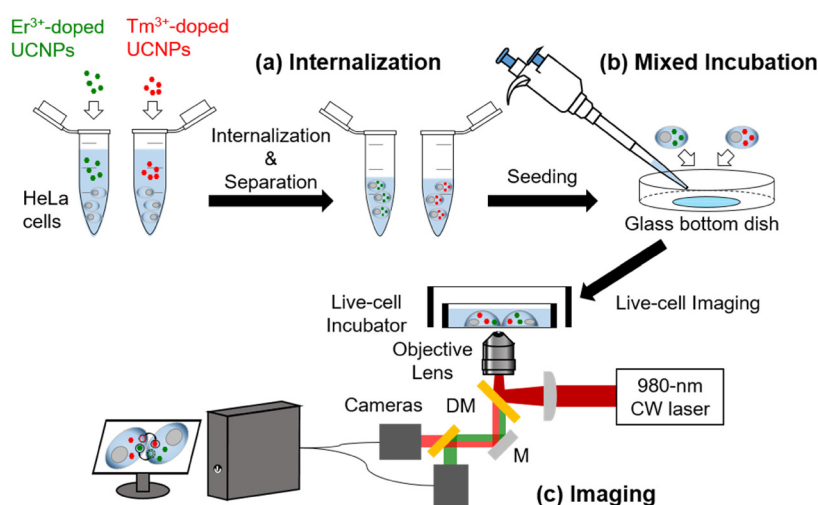 Er³⁺-doped
UCNPs
Tm³⁺-doped
UCNPs
(a) Internalization
(b) Mixed Incubation
HeLa
cells
Internalization
&
Separation
Seeding
Glass bottom dish
Live-cell Imaging
Live-cell
Incubator
Objective
Lens
980-nm
CW laser
Cameras
DM
M
(c) Imaging